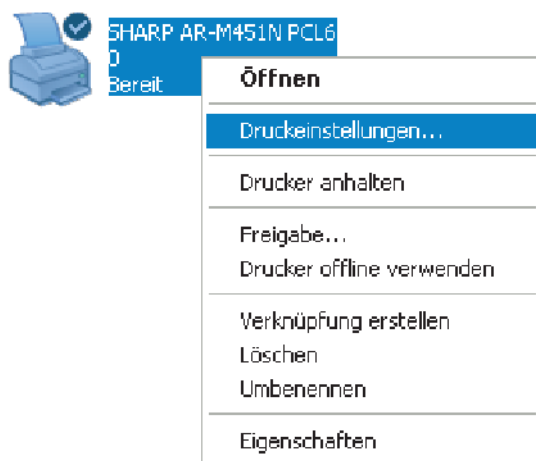 SHARP AR-M451N PCL6
0
Bereit
Öffnen
Druckeinstellungen...
Drucker anhalten
Freigabe...
Drucker offline verwenden
Verknüpfung erstellen
Löschen
Umbenennen
Eigenschaften